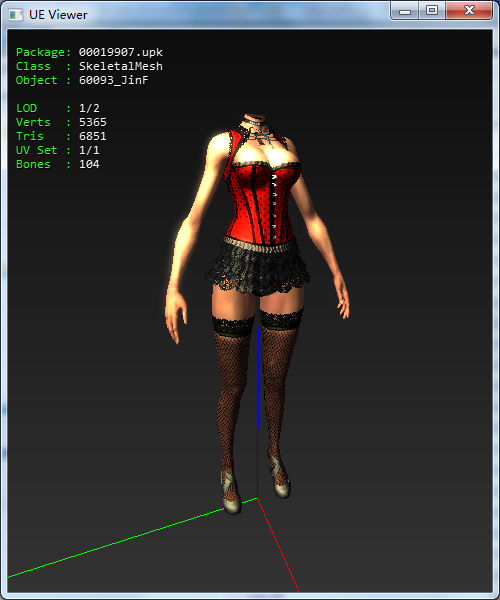 UE Viewer
Package: 00019907.upk
Class : SkeletalMesh
Object : 60093_JinF
LOD : 1/2
Verts : 5365
Tris : 6851
UV Set : 1/1
Bones : 104